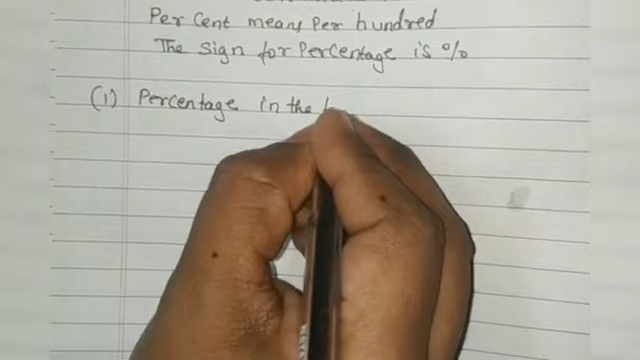 Per Cent means Per hundred
The Sign for Percentage is %
(1) Percentage in the